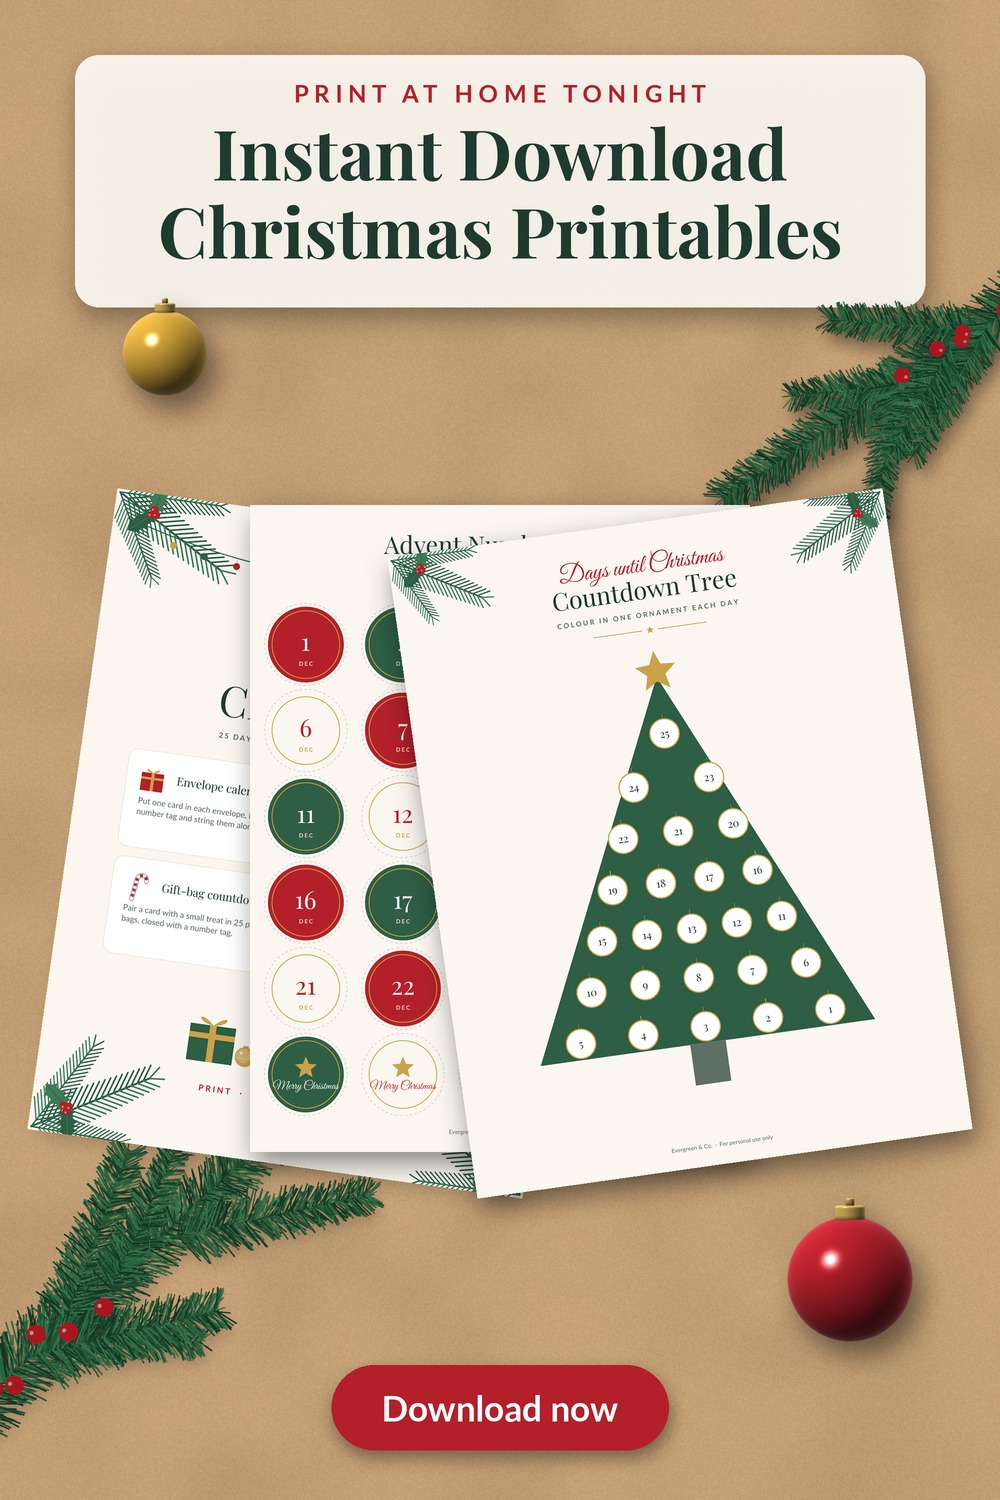 PRINT AT HOME TONIGHT
Instant Download
Christmas Printables
25
Envelope
Put one card in each envelope,
number tag and string them
Gift-bag
Pair a card with a small treat in 25
bags, closed with a number tag.
PRINT ·
Advent
1
DEC
6
DEC
7
DEC
11
DEC
12
DEC
16
DEC
17
DEC
21
DEC
22
DEC
Merry Christmas
Merry Christmas
Days until Christmas
Countdown Tree
COLOUR IN ONE ORNAMENT EACH DAY
25
24 23
22 21 20
19 18 17 16
15 14 13 12 11
10 9 8 7 6
5 4 3 2 1
Evergreen & Co. · For personal use only
Download now